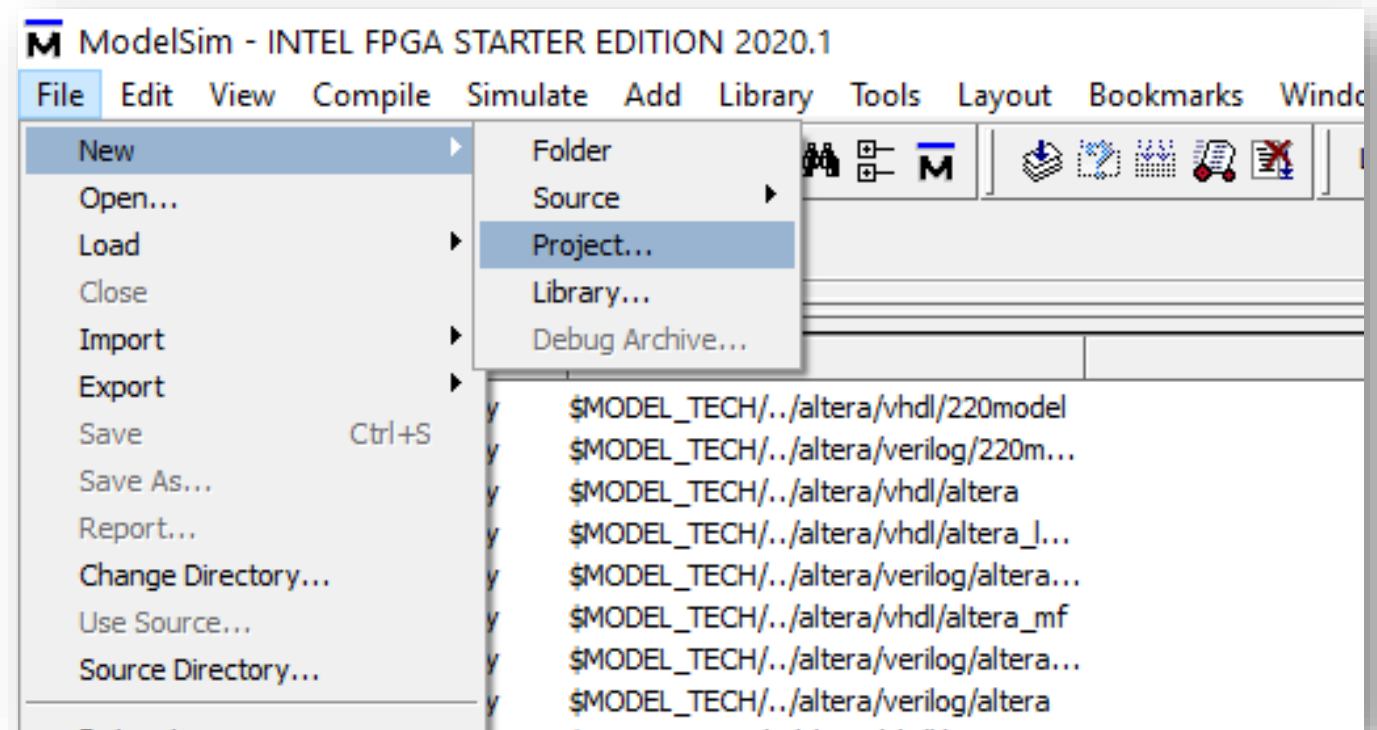 M ModelSim - INTEL FPGA STARTER EDITION 2020.1
File Edit View Compile Simulate Add Library Tools Layout Bookmarks
New
Open...
Load
Close
Import
Export
Save Ctrl+S
Save As...
Report...
Change Directory...
Use Source...
Source Directory...
Folder
Source
Project...
Library...
Debug Archive...
M
y $MODEL_TECH/../altera/vhdl/220model
y $MODEL_TECH/../altera/verilog/220m...
y $MODEL_TECH/../altera/vhdl/altera
y $MODEL_TECH/../altera/vhdl/altera_l...
y $MODEL_TECH/../altera/verilog/altera...
y $MODEL_TECH/../altera/vhdl/altera_mf
y $MODEL_TECH/../altera/verilog/altera...
y $MODEL_TECH/../altera/verilog/altera